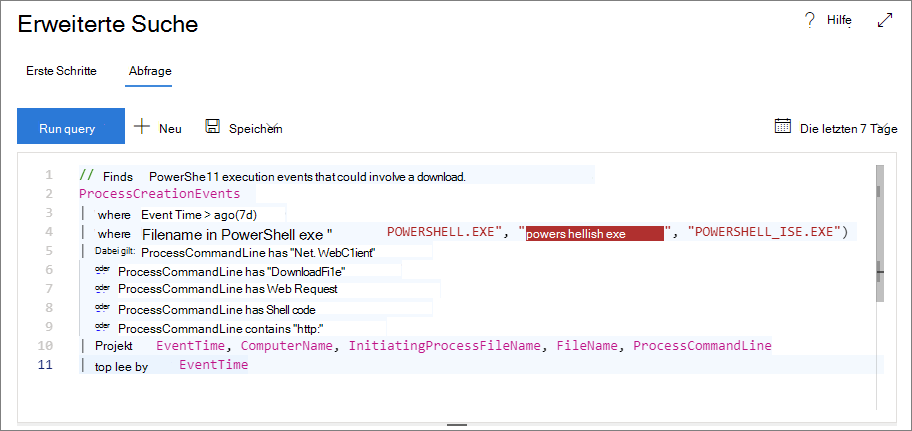 Erweiterte Suche
? Hilfe
Erste Schritte Abfrage
Run query + Neu Speichem Die letzten 7 Tage
1 // Finds PowerShe11 execution events that could involve a download.
2 ProcessCreationEvents
3 | where Event Time > ago(7d)
4 | where Filename in PowerShell exe " POWERSHELL.EXE", "powers hellish exe ", "POWERSHELL_ISE.EXE")
5 | Dabei gilt: ProcessCommandLine has "Net. WebC1ient"
6 oder ProcessCommandLine has "DownloadFi1e"
7 oder ProcessCommandLine has Web Request
8 oder ProcessCommandLine has Shell code
9 oder ProcessCommandLine contains "http:"
10 | Projekt EventTime, ComputerName, InitiatingProcessFileName, FileName, ProcessCommandLine
11 | top lee by EventTime